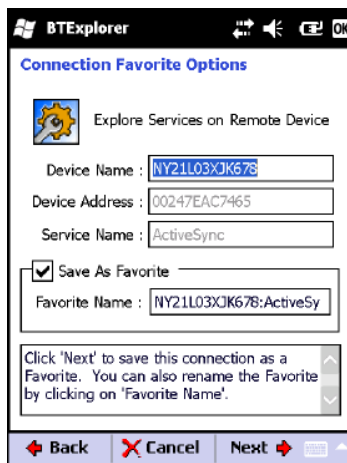 BTExplorer OK
Connection Favorite Options
Explore Services on Remote Device
Device Name : NY21L03XJK678
Device Address : 00247EAC7465
Service Name : ActiveSync
Save As Favorite
Favorite Name : NY21L03XJK678:ActiveSy
Click 'Next' to save this connection as a
Favorite. You can also rename the Favorite
by clicking on 'Favorite Name'.
Back Cancel Next